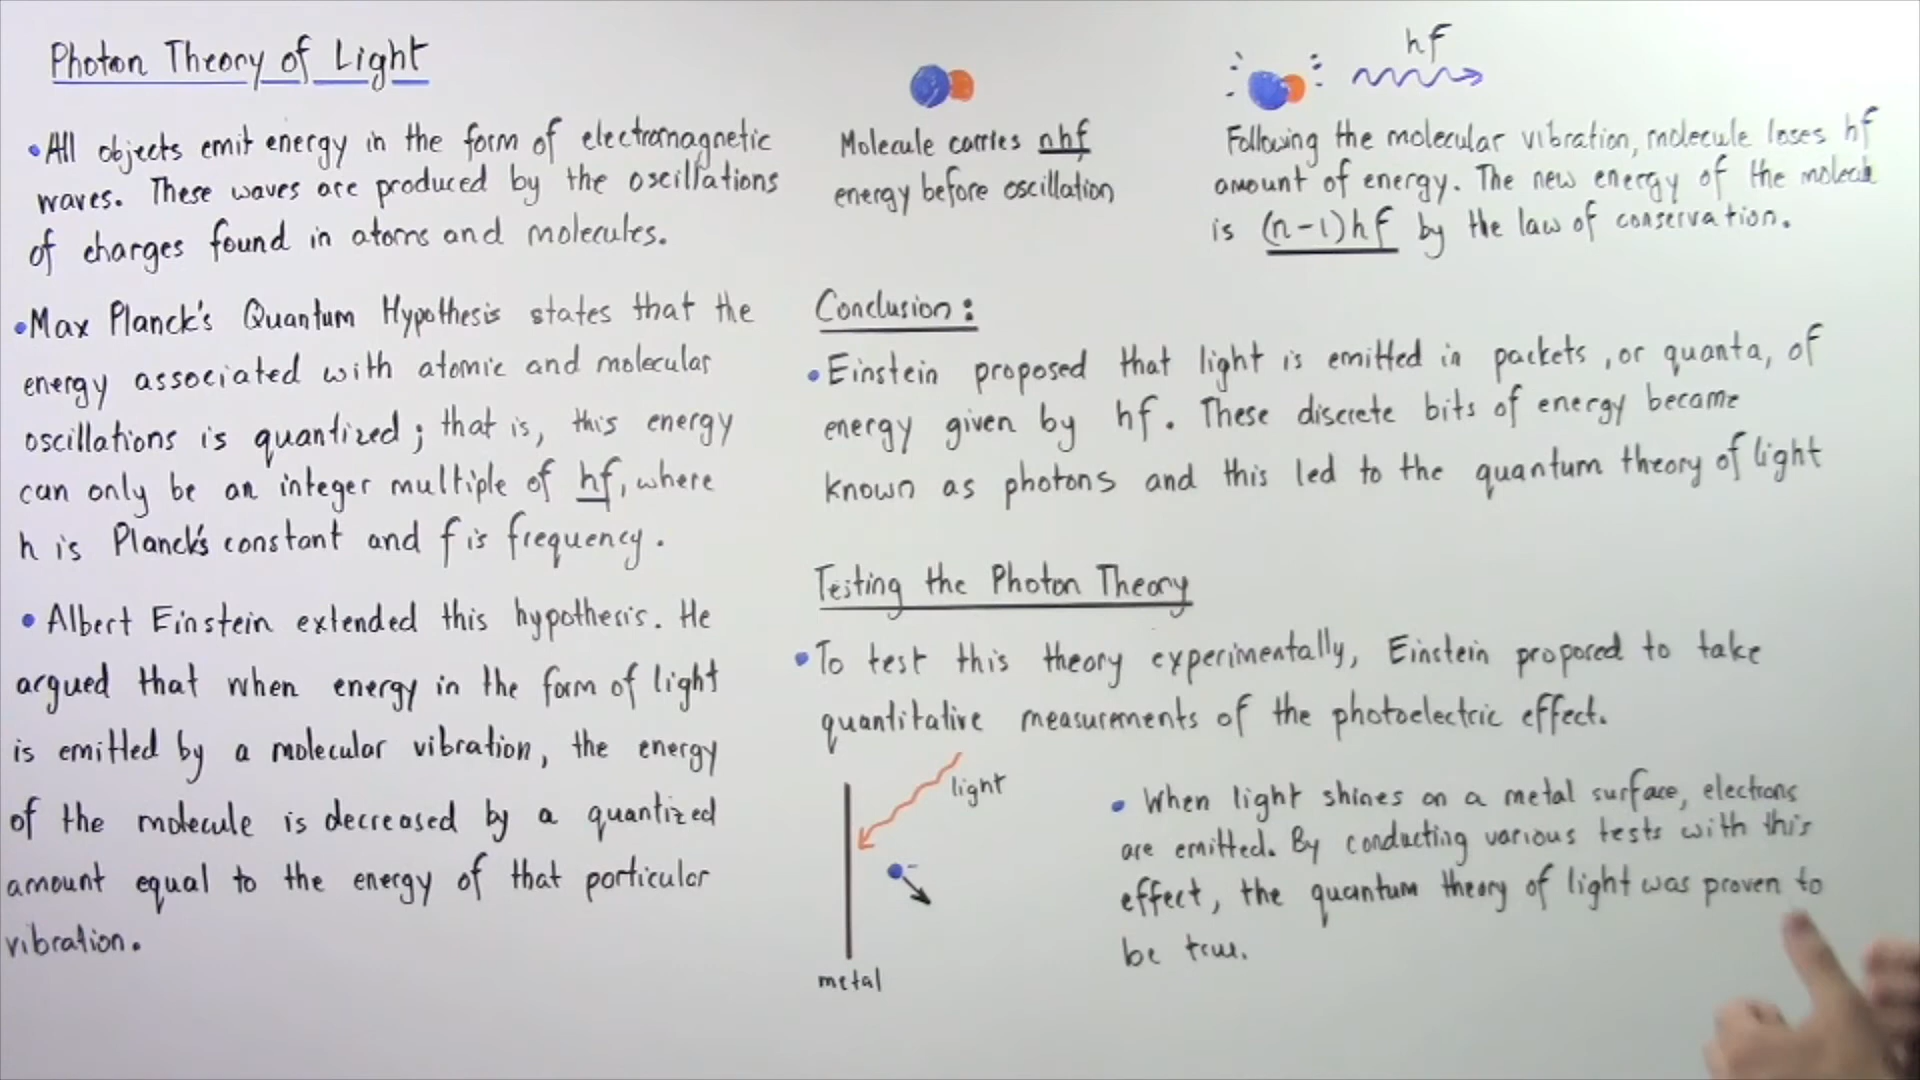 Photon Theory of Light
• All objects emit energy in the form of electromagnetic
waves. These waves are produced by the oscillations
of charges found in atoms and molecules.
• Max Planck's Quantum Hypothesis states that the
energy associated with atomic and molecular
oscillations is quantized; that is, this energy
can only be an integer multiple of hf, where
h is Planck's constant and f is frequency.
• Albert Einstein extended this hypothesis. He
argued that when energy in the form of light
is emitted by a molecular vibration, the energy
of the molecule is decreased by a quantized
amount equal to the energy of that particular
vibration.
Molecule carries nhf
energy before oscillation
hf
Following the molecular vibration, molecule loses hf
amount of energy. The new energy of the molecule
is (n-1)hf by the law of conservation.
Conclusion:
• Einstein proposed that light is emitted in packets, or quanta, of
energy given by hf. These discrete bits of energy became
known as photons and this led to the quantum theory of light
Testing the Photon Theory
• To test this theory experimentally, Einstein proposed to take
quantitative measurements of the photoelectric effect.
light
-
metal
• When light shines on a metal surface, electrons
are emitted. By conducting various tests with this
effect, the quantum theory of light was proven to
be true.